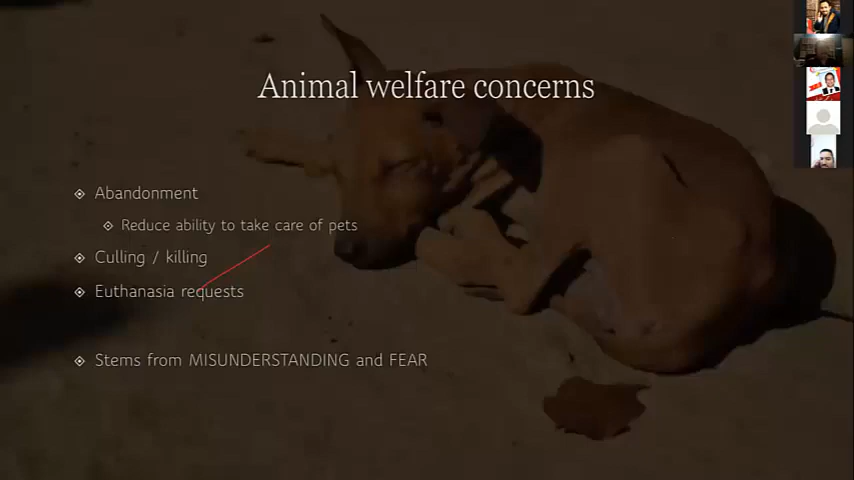 Animal welfare concerns
Abandonment
Reduce ability to take care of pets
Culling / killing
Euthanasia requests
Stems from MISUNDERSTANDING and FEAR